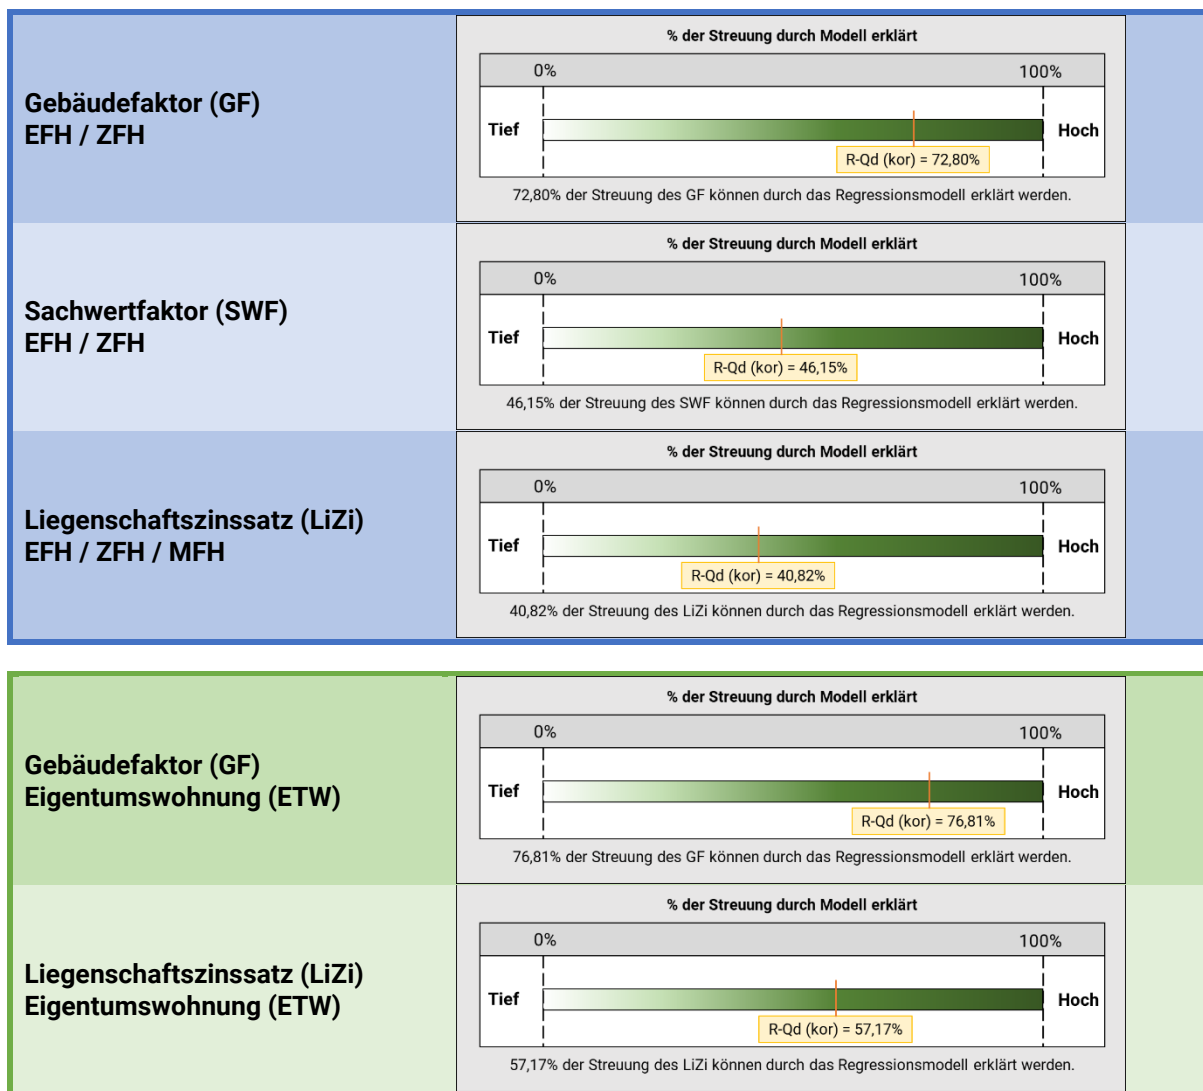 Gebäudefaktor (GF)
EFH / ZFH
% der Streuung durch Modell erklärt
0% 100%
Tief Hoch
R-Qd (kor) = 72,80%
72,80% der Streuung des GF können durch das Regressionsmodell erklärt werden.
Sachwertfaktor (SWF)
EFH / ZFH
% der Streuung durch Modell erklärt
0% 100%
Tief Hoch
R-Qd (kor) = 46,15%
46,15% der Streuung des SWF können durch das Regressionsmodell erklärt werden.
Liegenschaftszinssatz (LiZi)
EFH / ZFH / MFH
% der Streuung durch Modell erklärt
0% 100%
Tief Hoch
R-Qd (kor) = 40,82%
40,82% der Streuung des LiZi können durch das Regressionsmodell erklärt werden.
Gebäudefaktor (GF)
Eigentumswohnung (ETW)
% der Streuung durch Modell erklärt
0% 100%
Tief Hoch
R-Qd (kor) = 76,81%
76,81% der Streuung des GF können durch das Regressionsmodell erklärt werden.
Liegenschaftszinssatz (LiZi)
Eigentumswohnung (ETW)
% der Streuung durch Modell erklärt
0% 100%
Tief Hoch
R-Qd (kor) = 57,17%
57,17% der Streuung des LiZi können durch das Regressionsmodell erklärt werden.